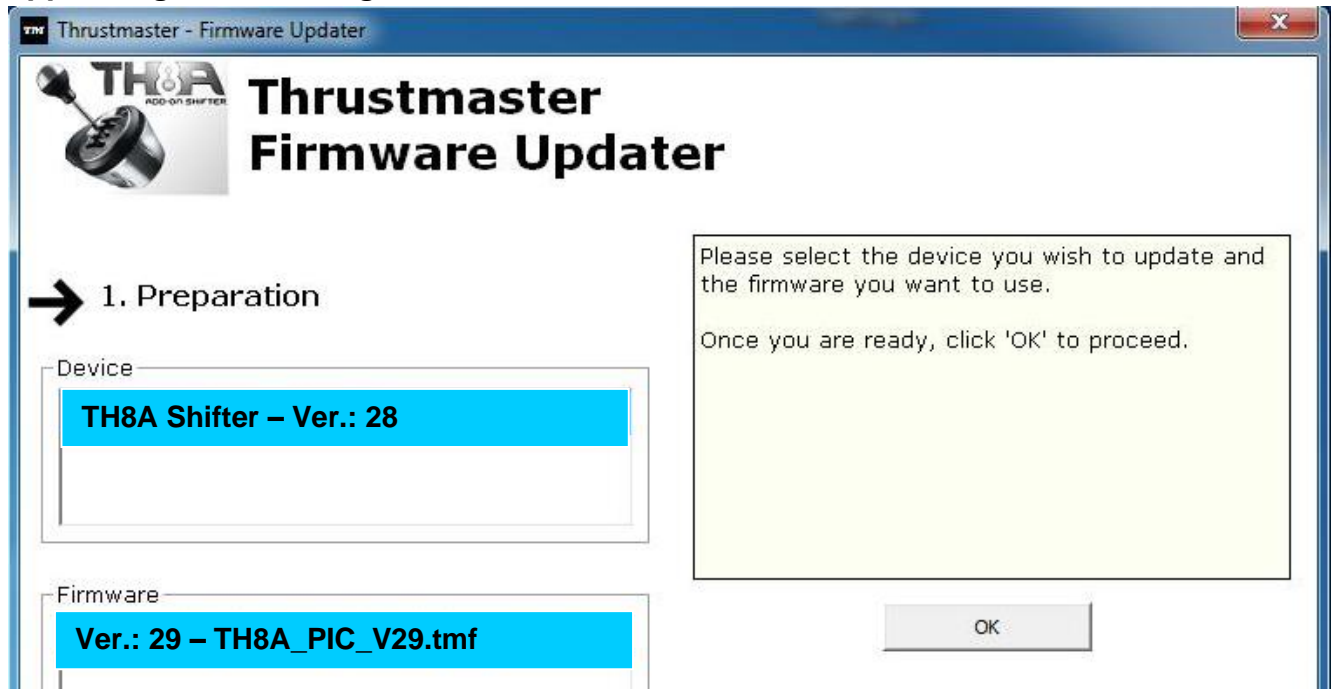 Thrustmaster - Firmware Updater
TH8A
ADD-ON SHIFTER
Thrustmaster
Firmware Updater
1. Preparation
Please select the device you wish to update and
the firmware you want to use.
Once you are ready, click 'OK' to proceed.
Device
TH8A Shifter – Ver.: 28
Firmware
Ver.: 29 – TH8A_PIC_V29.tmf
OK